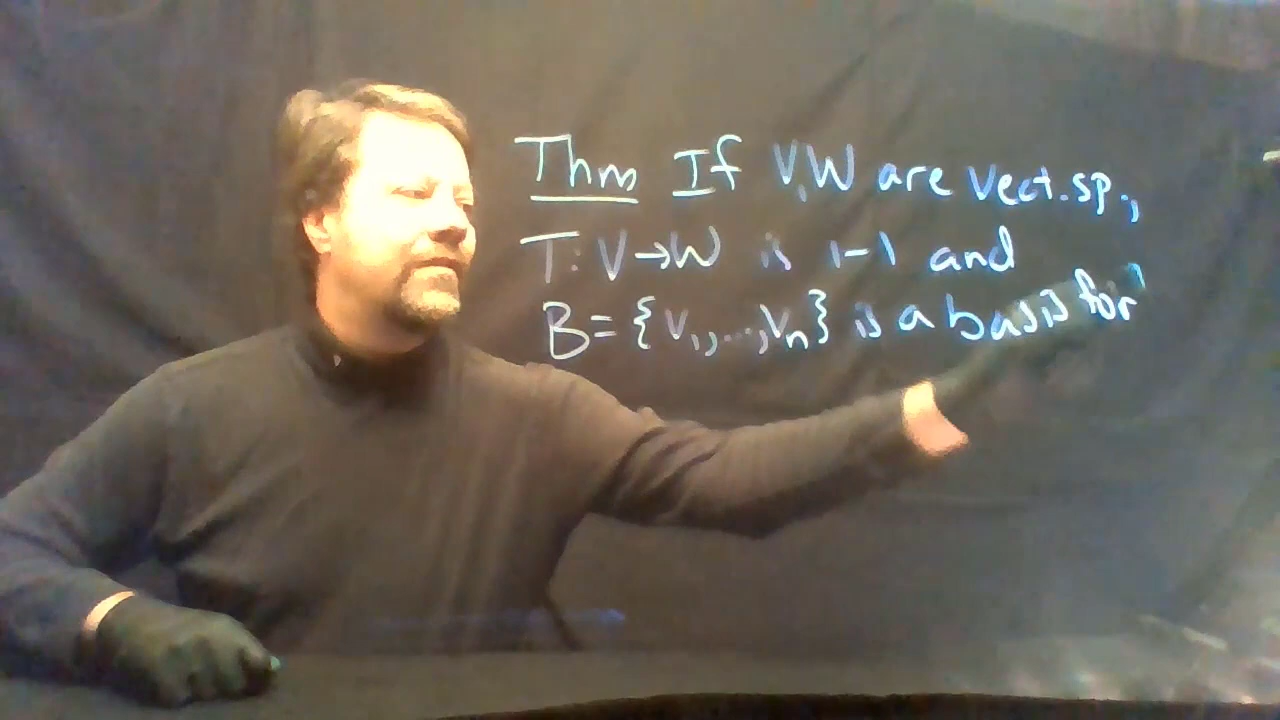 Thm If V,W are vect. sp.,
T: V→W is 1-1 and
B = {v₁,...,vₙ} is a basis for